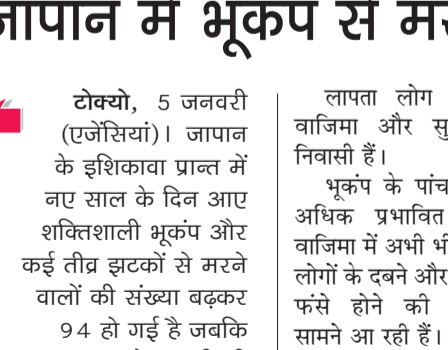 जापान में भूकंप से
टोक्यो, 5 जनवरी
(एजेंसियां)। जापान
के इशिकावा प्रान्त में
नए साल के दिन आए
शक्तिशाली भूकंप और
कई तीव्र झटकों से मरने
वालों की संख्या बढ़कर
94 हो गई है जबकि
लापता लोग
वाजिमा और
निवासी हैं।
भूकंप के पांच
अधिक प्रभावित
वाजिमा में अभी
लोगों के दबने और
फंसे होने की
सामने आ रही हैं।